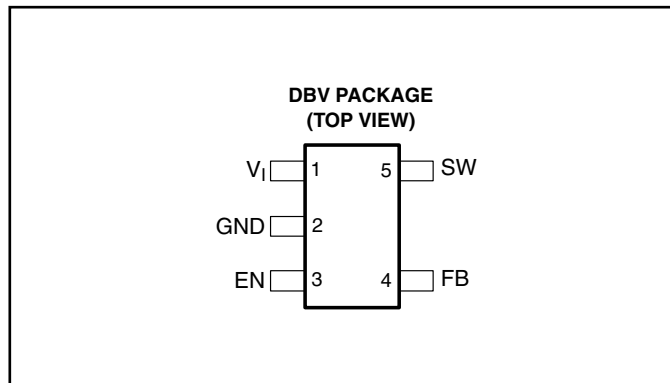 DBV PACKAGE
(TOP VIEW)
VI 1 5 SW
GND 2
EN 3 4 FB